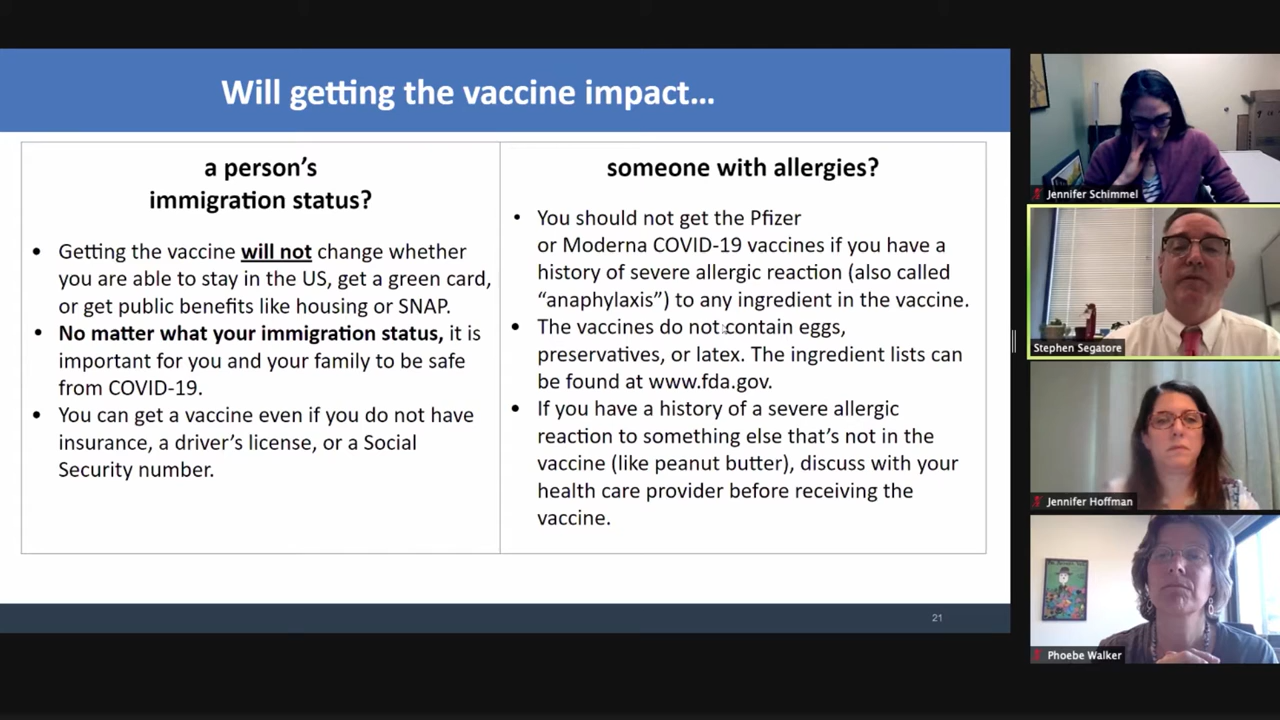 Will getting the vaccine impact...
a person's
immigration status?
• Getting the vaccine will not change whether
you are able to stay in the US, get a green card,
or get public benefits like housing or SNAP.
• No matter what your immigration status, it is
important for you and your family to be safe
from COVID-19.
• You can get a vaccine even if you do not have
insurance, a driver's license, or a Social
Security number.
someone with allergies?
• You should not get the Pfizer
or Moderna COVID-19 vaccines if you have a
history of severe allergic reaction (also called
“anaphylaxis”) to any ingredient in the vaccine.
• The vaccines do not contain eggs,
preservatives, or latex. The ingredient lists can
be found at www.fda.gov.
• If you have a history of a severe allergic
reaction to something else that's not in the
vaccine (like peanut butter), discuss with your
health care provider before receiving the
vaccine.
21
Jennifer Schimmel
Stephen Segatore
Jennifer Hoffman
Phoebe Walker